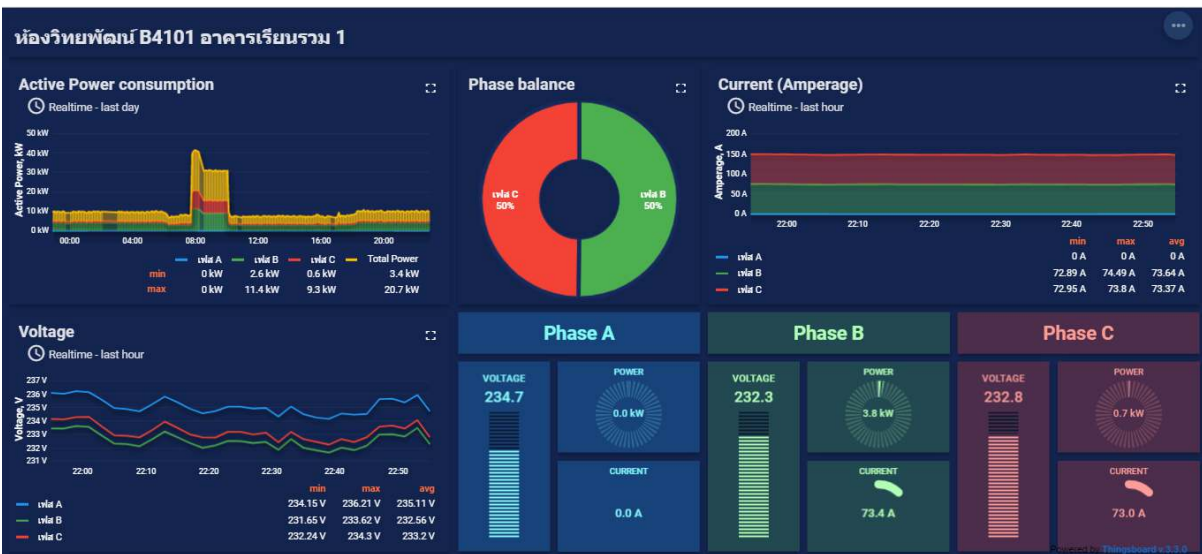 ห้องวิทยพัฒน์ B4101 อาคารเรียนรวม 1
Active Power consumption
Realtime - last day
Active Power, kW
50 kW
40 kW
30 kW
20 kW
10 kW
0 kW
00:00 04:00 08:00 12:00 16:00 20:00
เฟส A เฟส B เฟส C Total Power
min 0 kW 2.6 kW 0.6 kW 3.4 kW
max 0 kW 11.4 kW 9.3 kW 20.7 kW
Phase balance
เฟส C
50%
เฟส B
50%
Current (Amperage)
Realtime - last hour
Amperage, A
200 A
150 A
100 A
50 A
0 A
22:00 22:10 22:20 22:30 22:40 22:50
min max avg
เฟส A 0 A 0 A 0 A
เฟส B 72.89 A 74.49 A 73.64 A
เฟส C 72.95 A 73.8 A 73.37 A
Voltage
Realtime - last hour
Voltage, V
237 V
236 V
235 V
234 V
233 V
232 V
231 V
22:00 22:10 22:20 22:30 22:40 22:50
min max avg
เฟส A 234.15 V 236.21 V 235.11 V
เฟส B 231.65 V 233.62 V 232.56 V
เฟส C 232.24 V 234.3 V 233.2 V
Phase A
VOLTAGE
234.7
POWER
0.0 kW
CURRENT
0.0 A
Phase B
VOLTAGE
232.3
POWER
3.8 kW
CURRENT
73.4 A
Phase C
VOLTAGE
232.8
POWER
0.7 kW
CURRENT
73.0 A
Powered by Thingsboard v.3.3.0